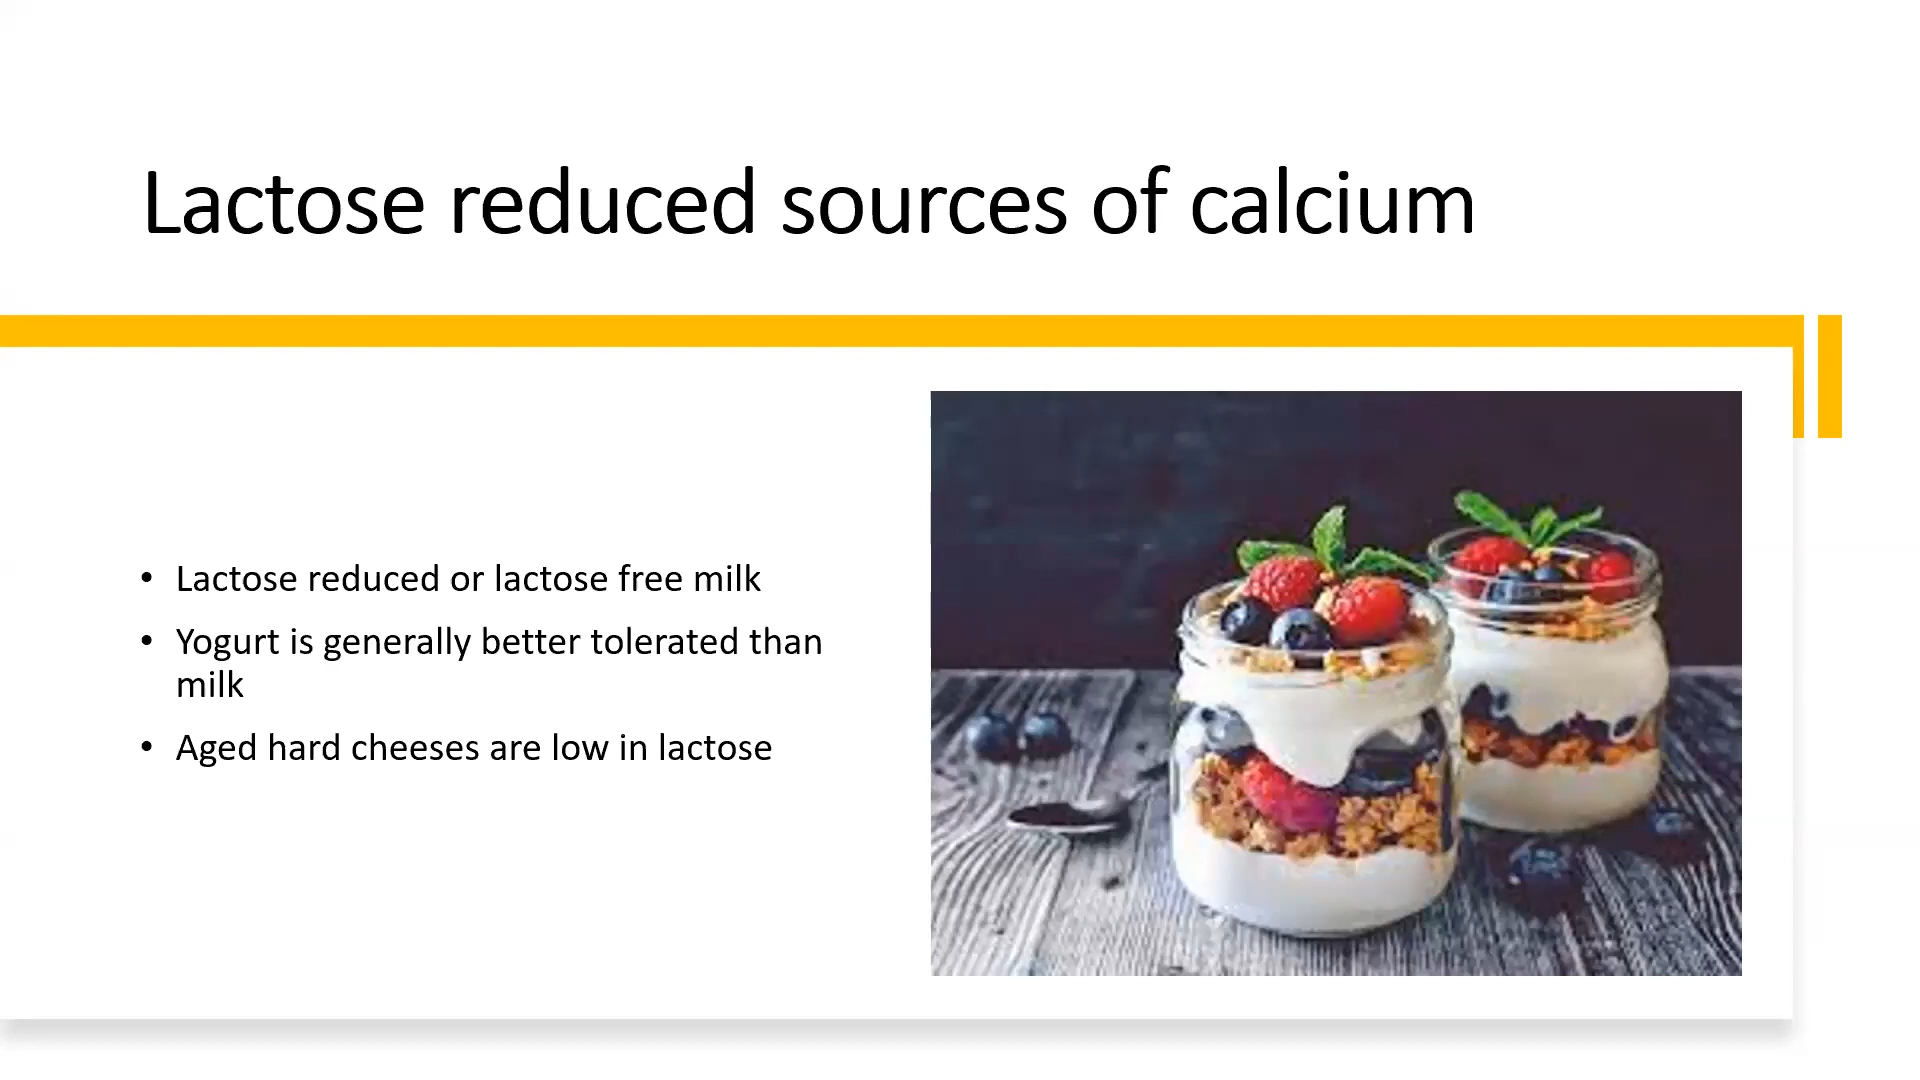 Lactose reduced sources of calcium
• Lactose reduced or lactose free milk
• Yogurt is generally better tolerated than
milk
• Aged hard cheeses are low in lactose